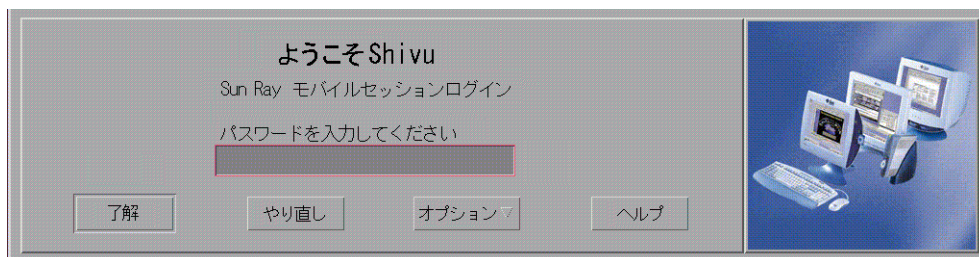 ようこそShivu
Sun Ray モバイルセッションログイン
パスワードを入力してください
了解 やり直し オプション ヘルプ